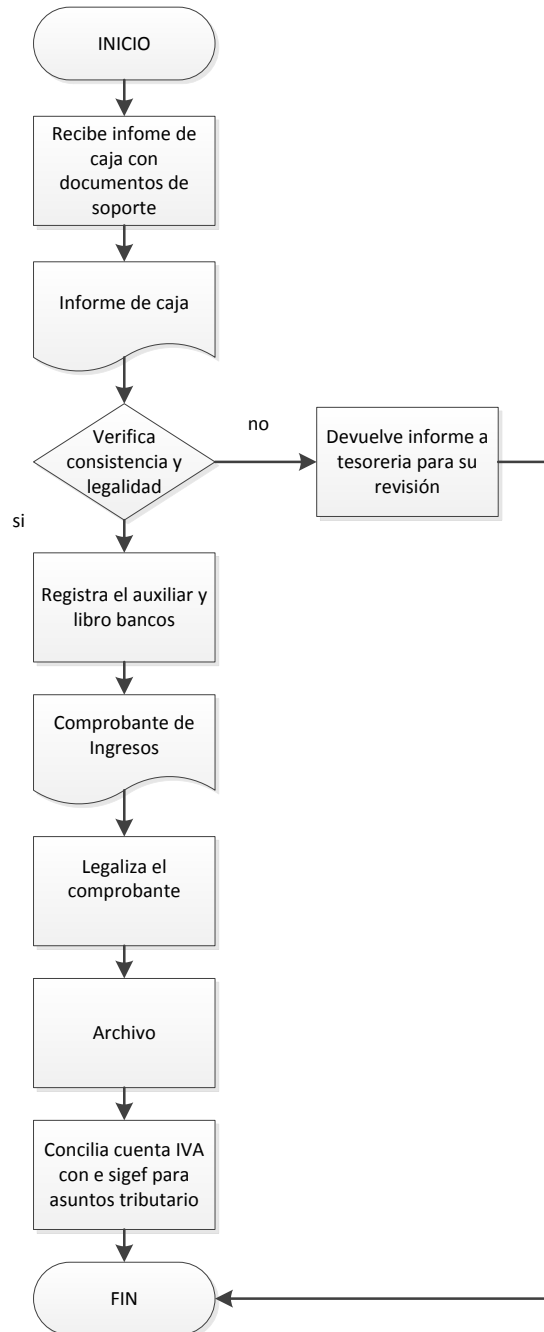 INICIO
Recibe infome de
caja con
documentos de
soporte
Informe de caja
Verifica
consistencia y
legalidad
no
Devuelve informe a
tesoreria para su
revisión
si
Registra el auxiliar y
libro bancos
Comprobante de
Ingresos
Legaliza el
comprobante
Archivo
Concilia cuenta IVA
con e sigef para
asuntos tributario
FIN